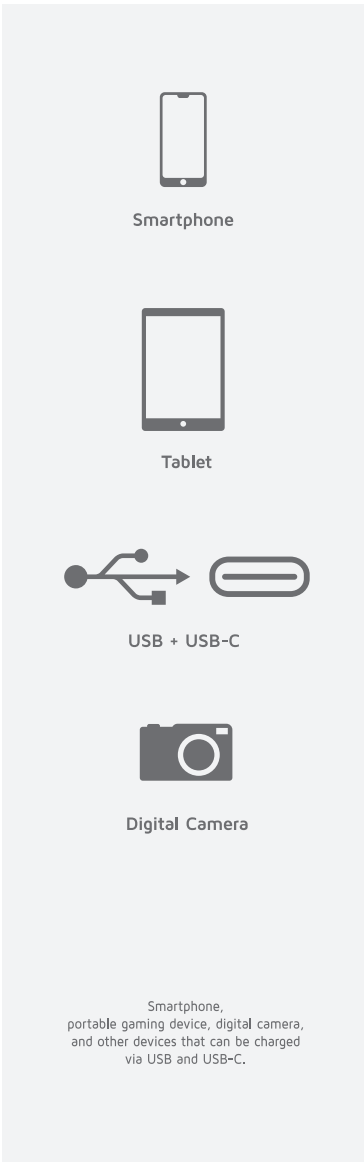 Smartphone
Tablet
USB + USB-C
Digital Camera
Smartphone,
portable gaming device, digital camera,
and other devices that can be charged
via USB and USB-C.